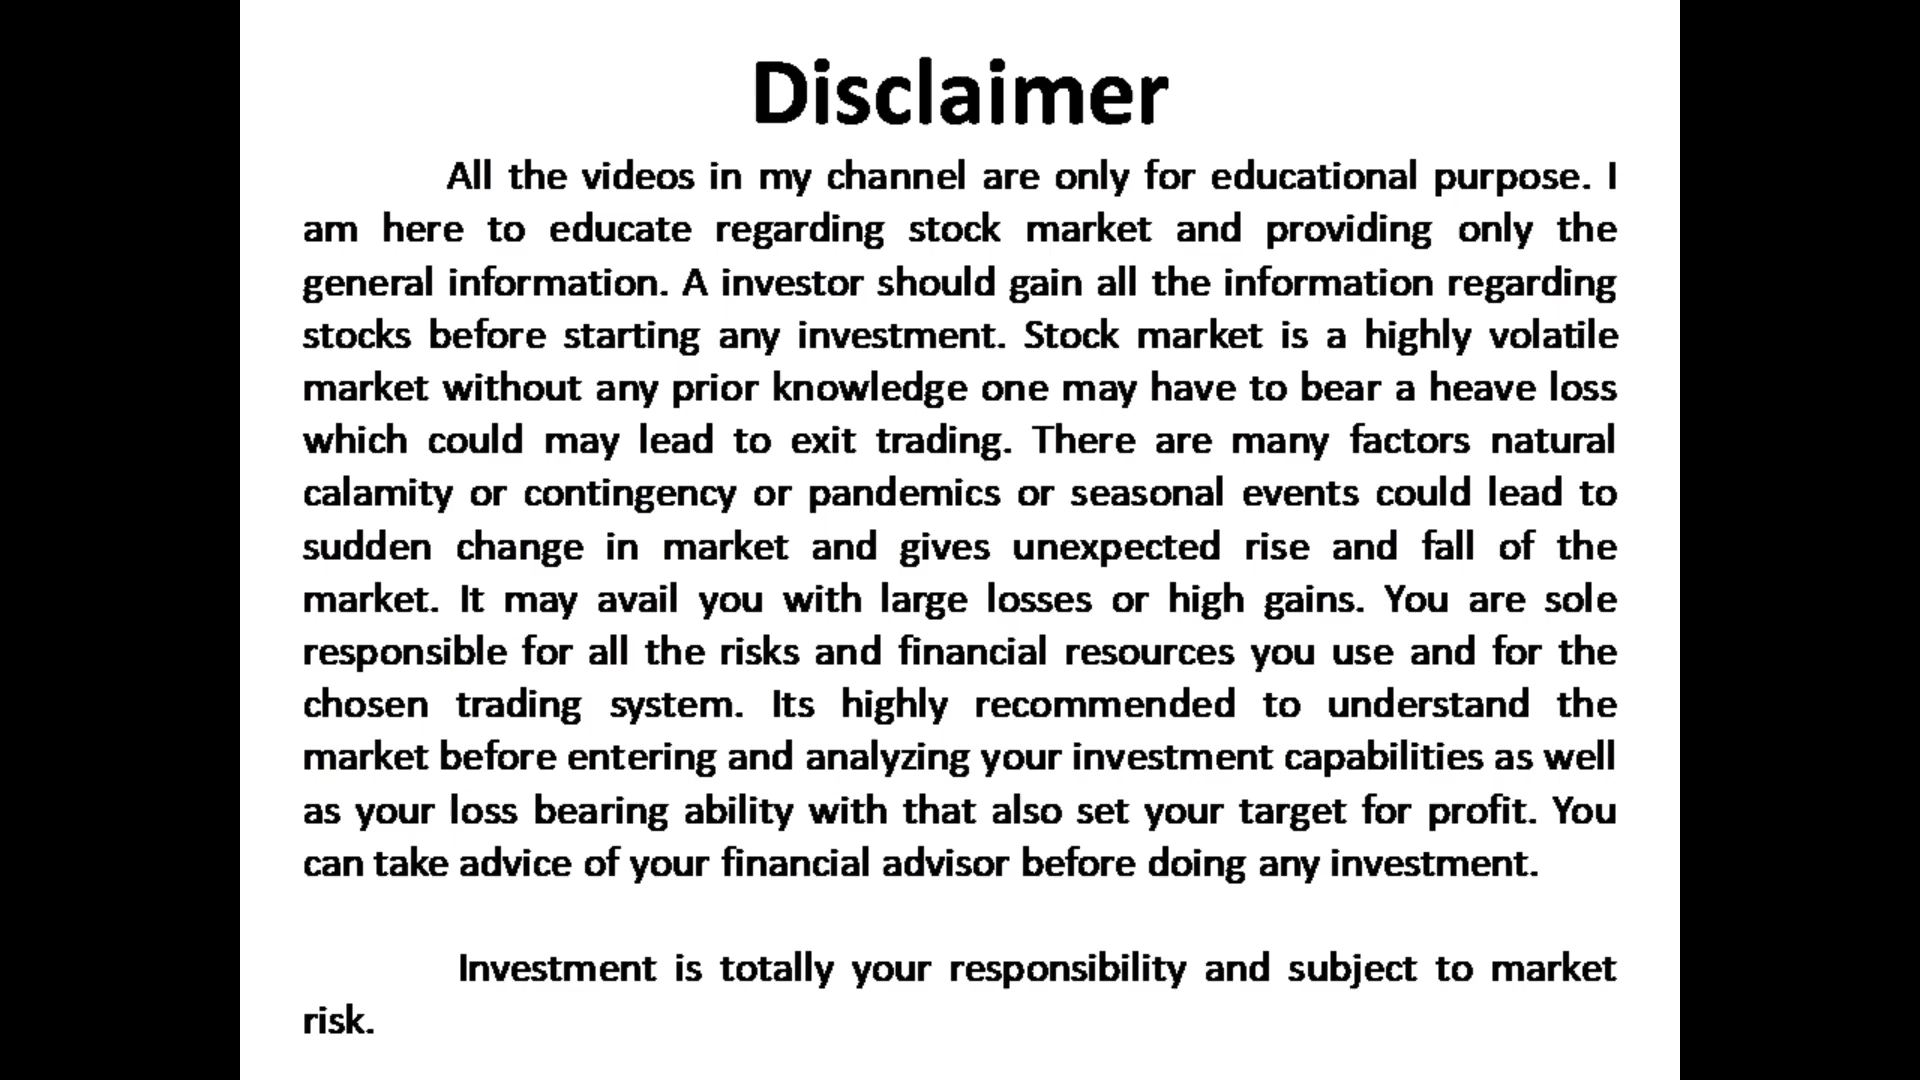 Disclaimer
All the videos in my channel are only for educational purpose. I
am here to educate regarding stock market and providing only the
general information. A investor should gain all the information regarding
stocks before starting any investment. Stock market is a highly volatile
market without any prior knowledge one may have to bear a heave loss
which could may lead to exit trading. There are many factors natural
calamity or contingency or pandemics or seasonal events could lead to
sudden change in market and gives unexpected rise and fall of the
market. It may avail you with large losses or high gains. You are sole
responsible for all the risks and financial resources you use and for the
chosen trading system. Its highly recommended to understand the
market before entering and analyzing your investment capabilities as well
as your loss bearing ability with that also set your target for profit. You
can take advice of your financial advisor before doing any investment.
Investment is totally your responsibility and subject to market
risk.